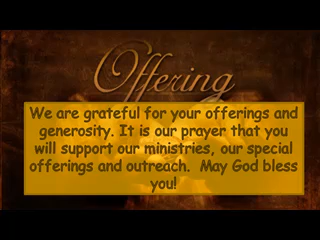 Offering
We are grateful for your offerings and
generosity. It is our prayer that you
will support our ministries, our special
offerings and outreach.  May God bless
you!